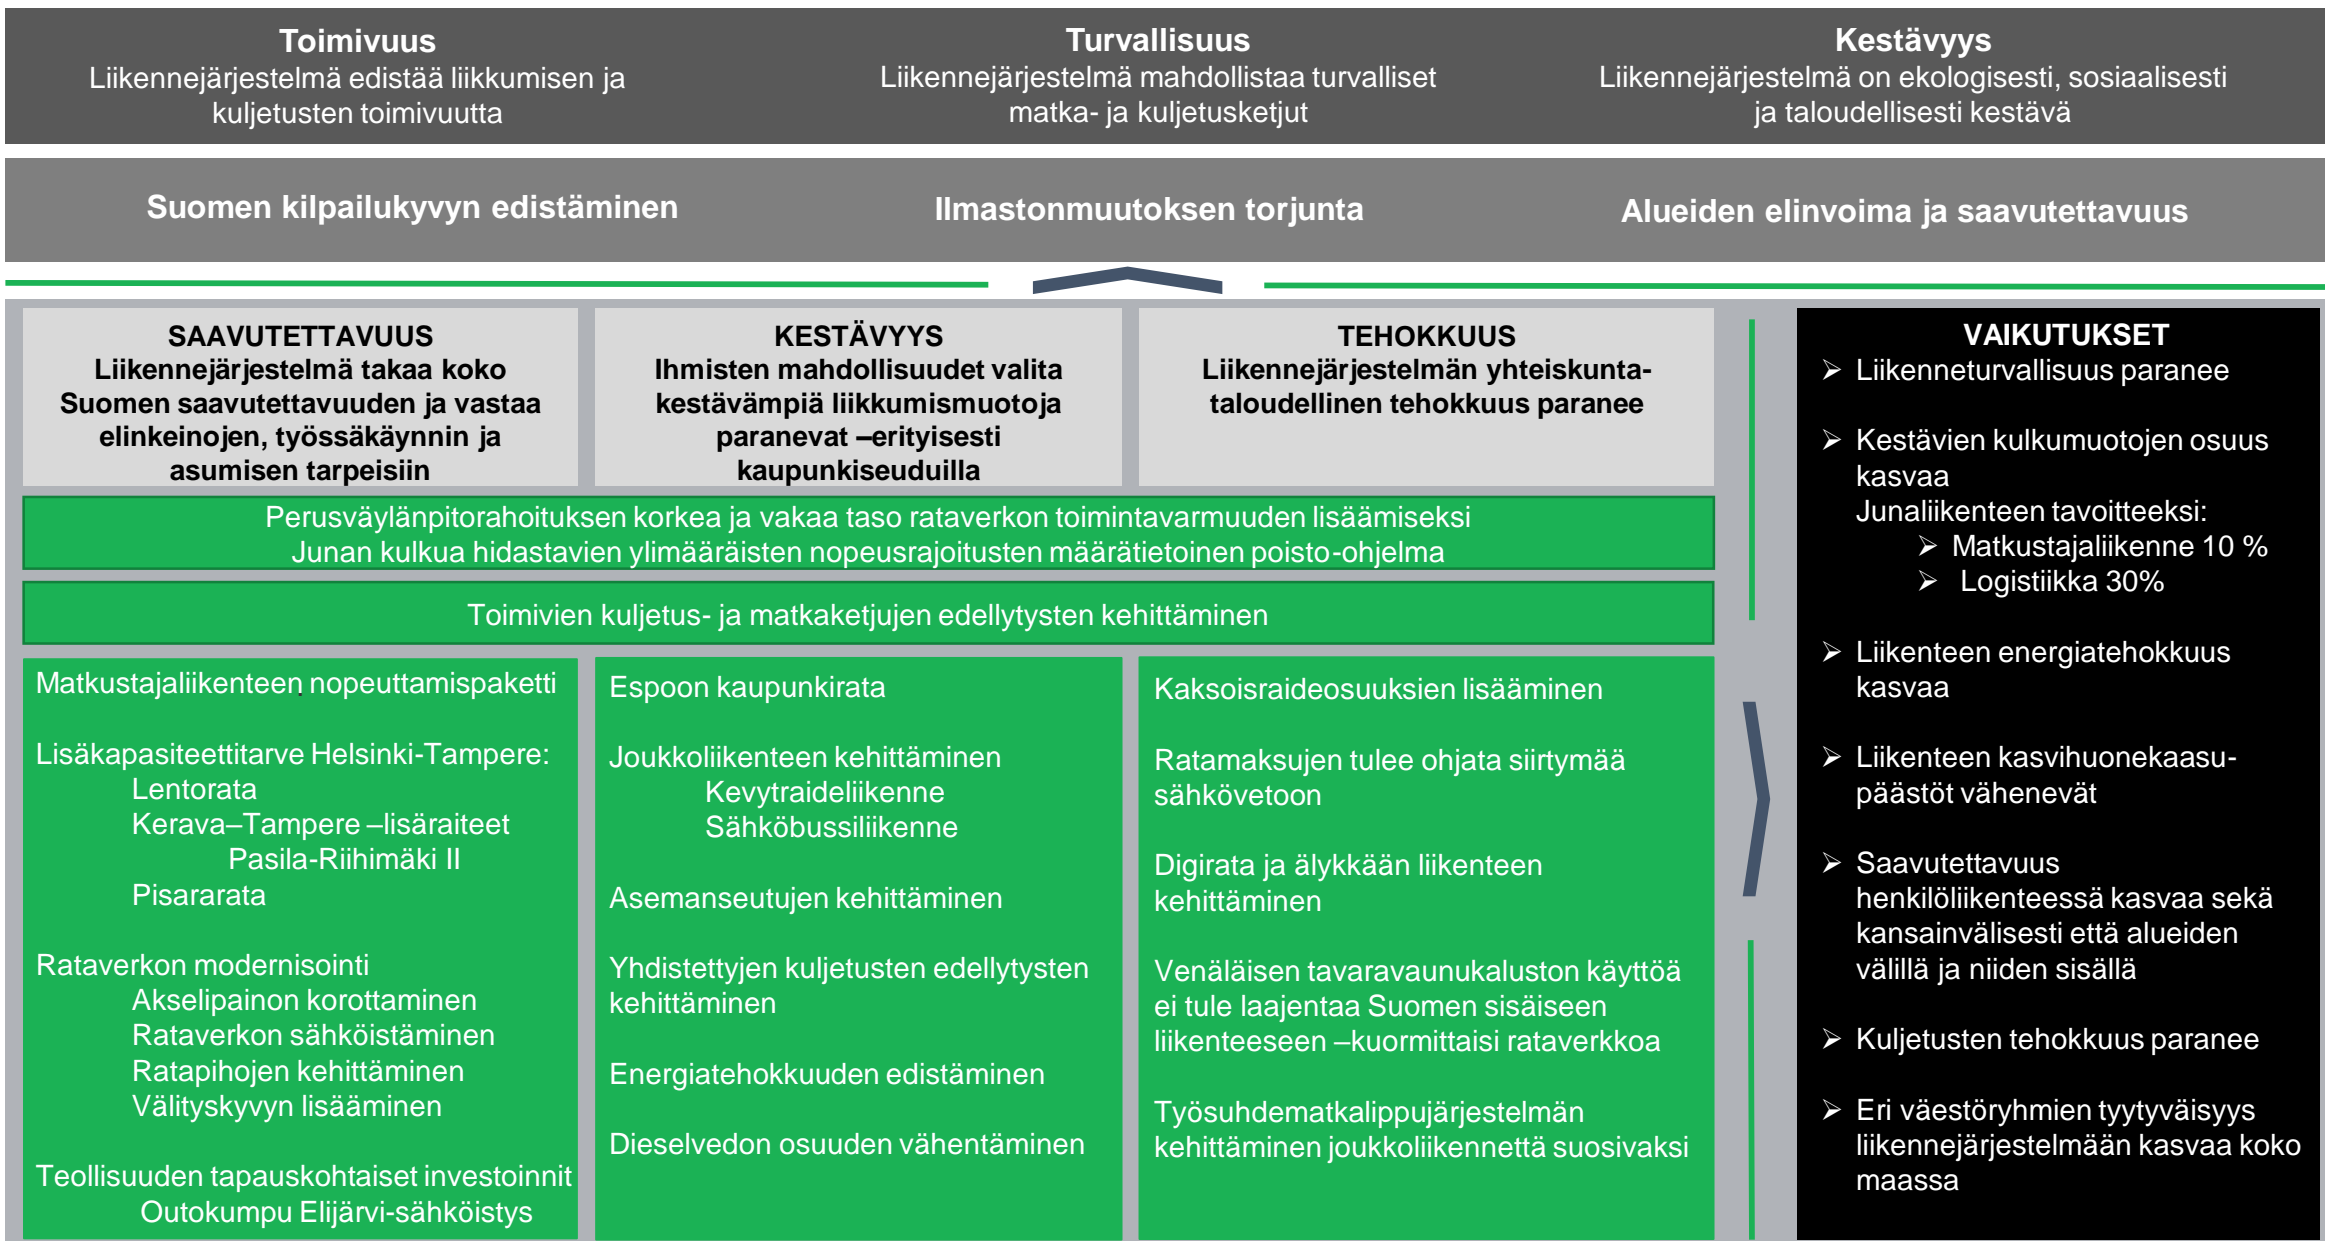 Toimivuus
Liikennejärjestelmä edistää liikkumisen ja
kuljetusten toimivuutta
Turvallisuus
Liikennejärjestelmä mahdollistaa turvalliset
matka- ja kuljetusketjut
Kestävyys
Liikennejärjestelmä on ekologisesti, sosiaalisesti
ja taloudellisesti kestävä
Suomen kilpailukyvyn edistäminen
Ilmastonmuutoksen torjunta
Alueiden elinvoima ja saavutettavuus
SAAVUTETTAVUUS
Liikennejärjestelmä takaa koko
Suomen saavutettavuuden ja vastaa
elinkeinojen, työssäkäynnin ja
asumisen tarpeisiin
KESTÄVYYS
Ihmisten mahdollisuudet valita
kestävämpiä liikkumismuotoja
paranevat –erityisesti
kaupunkiseuduilla
TEHOKKUUS
Liikennejärjestelmän yhteiskunta-
taloudellinen tehokkuus paranee
Perusväylänpitorahoituksen korkea ja vakaa taso rataverkon toimintavarmuuden lisäämiseksi
Junan kulkua hidastavien ylimääräisten nopeusrajoitusten määrätietoinen poisto-ohjelma
Toimivien kuljetus- ja matkaketjujen edellytysten kehittäminen
Matkustajaliikenteen nopeuttamispaketti
Lisäkapasiteettitarve Helsinki-Tampere:
Lentorata
Kerava–Tampere –lisäraiteet
Pasila-Riihimäki II
Pisararata
Rataverkon modernisointi
Akselipainon korottaminen
Rataverkon sähköistäminen
Ratapihojen kehittäminen
Välityskyvyn lisääminen
Teollisuuden tapauskohtaiset investoinnit
Outokumpu Elijärvi-sähköistys
Espoon kaupunkirata
Joukkoliikenteen kehittäminen
Kevytraideliikenne
Sähköbussiliikenne
Asemanseutujen kehittäminen
Yhdistettyjen kuljetusten edellytysten
kehittäminen
Energiatehokkuuden edistäminen
Dieselvedon osuuden vähentäminen
Kaksoisraideosuuksien lisääminen
Ratamaksujen tulee ohjata siirtymää
sähkövetoon
Digirata ja älykkään liikenteen
kehittäminen
Venäläisen tavaravaunukaluston käyttöä
ei tule laajentaa Suomen sisäiseen
liikenteeseen –kuormittaisi rataverkkoa
Työsuhdematkalippujärjestelmän
kehittäminen joukkoliikennettä suosivaksi
VAIKUTUKSET
➢ Liikenneturvallisuus paranee
➢ Kestävien kulkumuotojen osuus
kasvaa
Junaliikenteen tavoitteeksi:
➢ Matkustajaliikenne 10 %
➢ Logistiikka 30%
➢ Liikenteen energiatehokkuus
kasvaa
➢ Liikenteen kasvihuonekaasu-
päästöt vähenevät
➢ Saavutettavuus
henkilöliikenteessä kasvaa sekä
kansainvälisesti että alueiden
välillä ja niiden sisällä
➢ Kuljetusten tehokkuus paranee
➢ Eri väestöryhmien tyytyväisyys
liikennejärjestelmään kasvaa koko
maassa